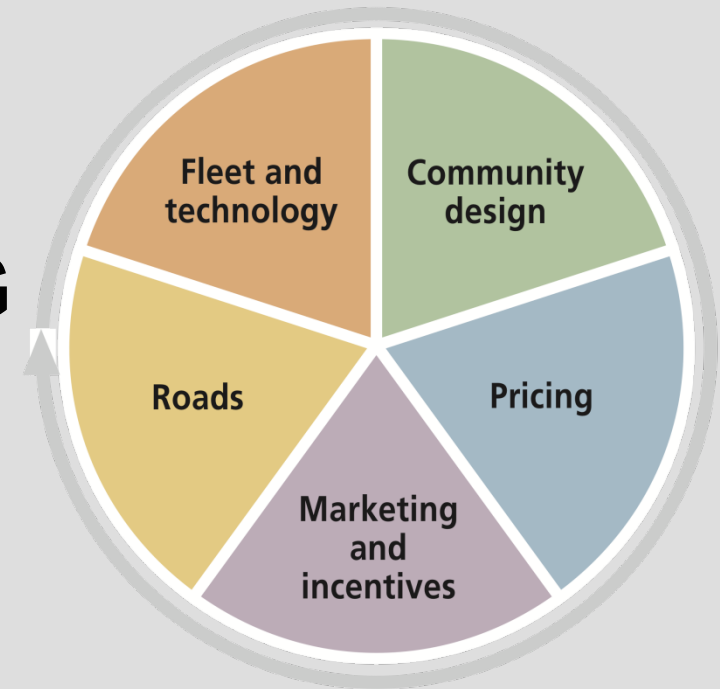 G
Fleet and
technology
Community
design
Roads
Pricing
Marketing
and
incentives